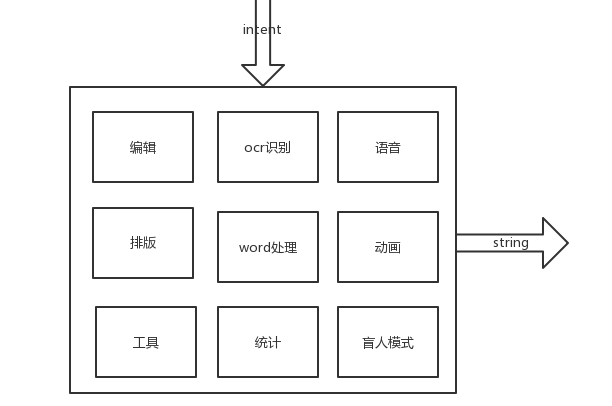 intent
编辑
ocr识别
语音
排版
word处理
动画
string
工具
统计
盲人模式